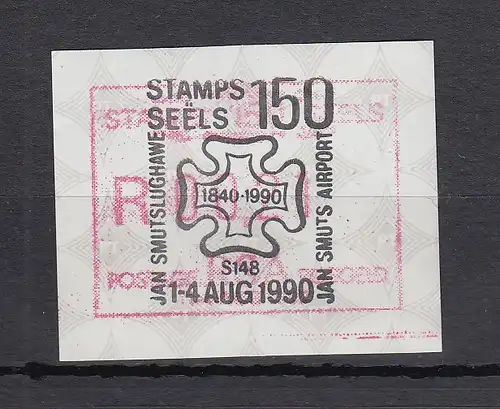 STAMPS 150
SEËLS
JAN SMUTSLUGHAWE
1840·1990
JAN SMUTS AIRPORT
S148
1-4 AUG 1990
R